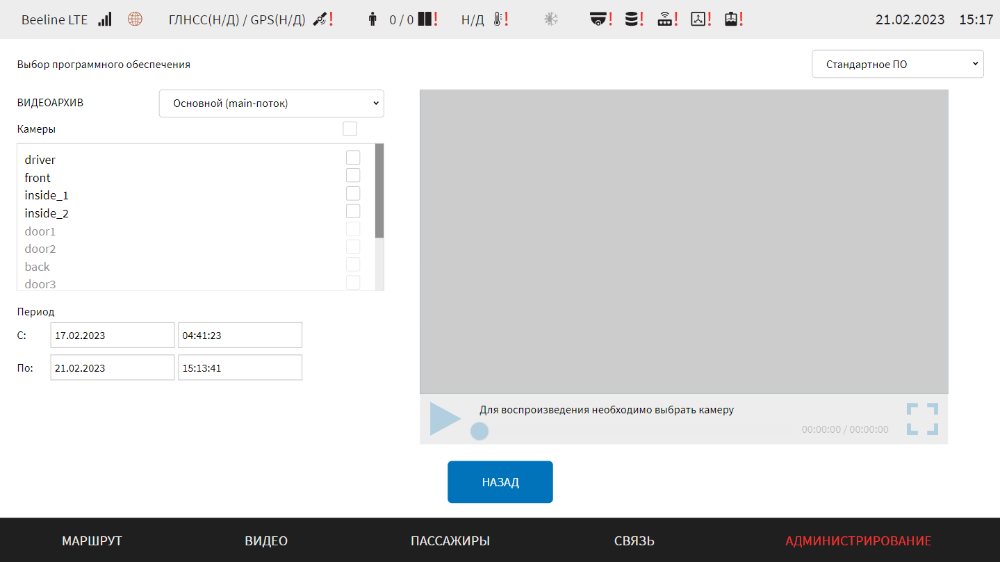 Beeline LTE ГЛНСС(Н/Д) / GPS(Н/Д) ! 0 / 0 ! Н/Д ! ! ! ! ! ! 21.02.2023 15:17
Выбор программного обеспечения Стандартное ПО
ВИДЕОАРХИВ Основной (main-поток)
Камеры
driver
front
inside_1
inside_2
door1
door2
back
door3
Период
С: 17.02.2023 04:41:23
По: 21.02.2023 15:13:41
Для воспроизведения необходимо выбрать камеру
00:00:00 / 00:00:00
НАЗАД
МАРШРУТ ВИДЕО ПАССАЖИРЫ СВЯЗЬ АДМИНИСТРИРОВАНИЕ